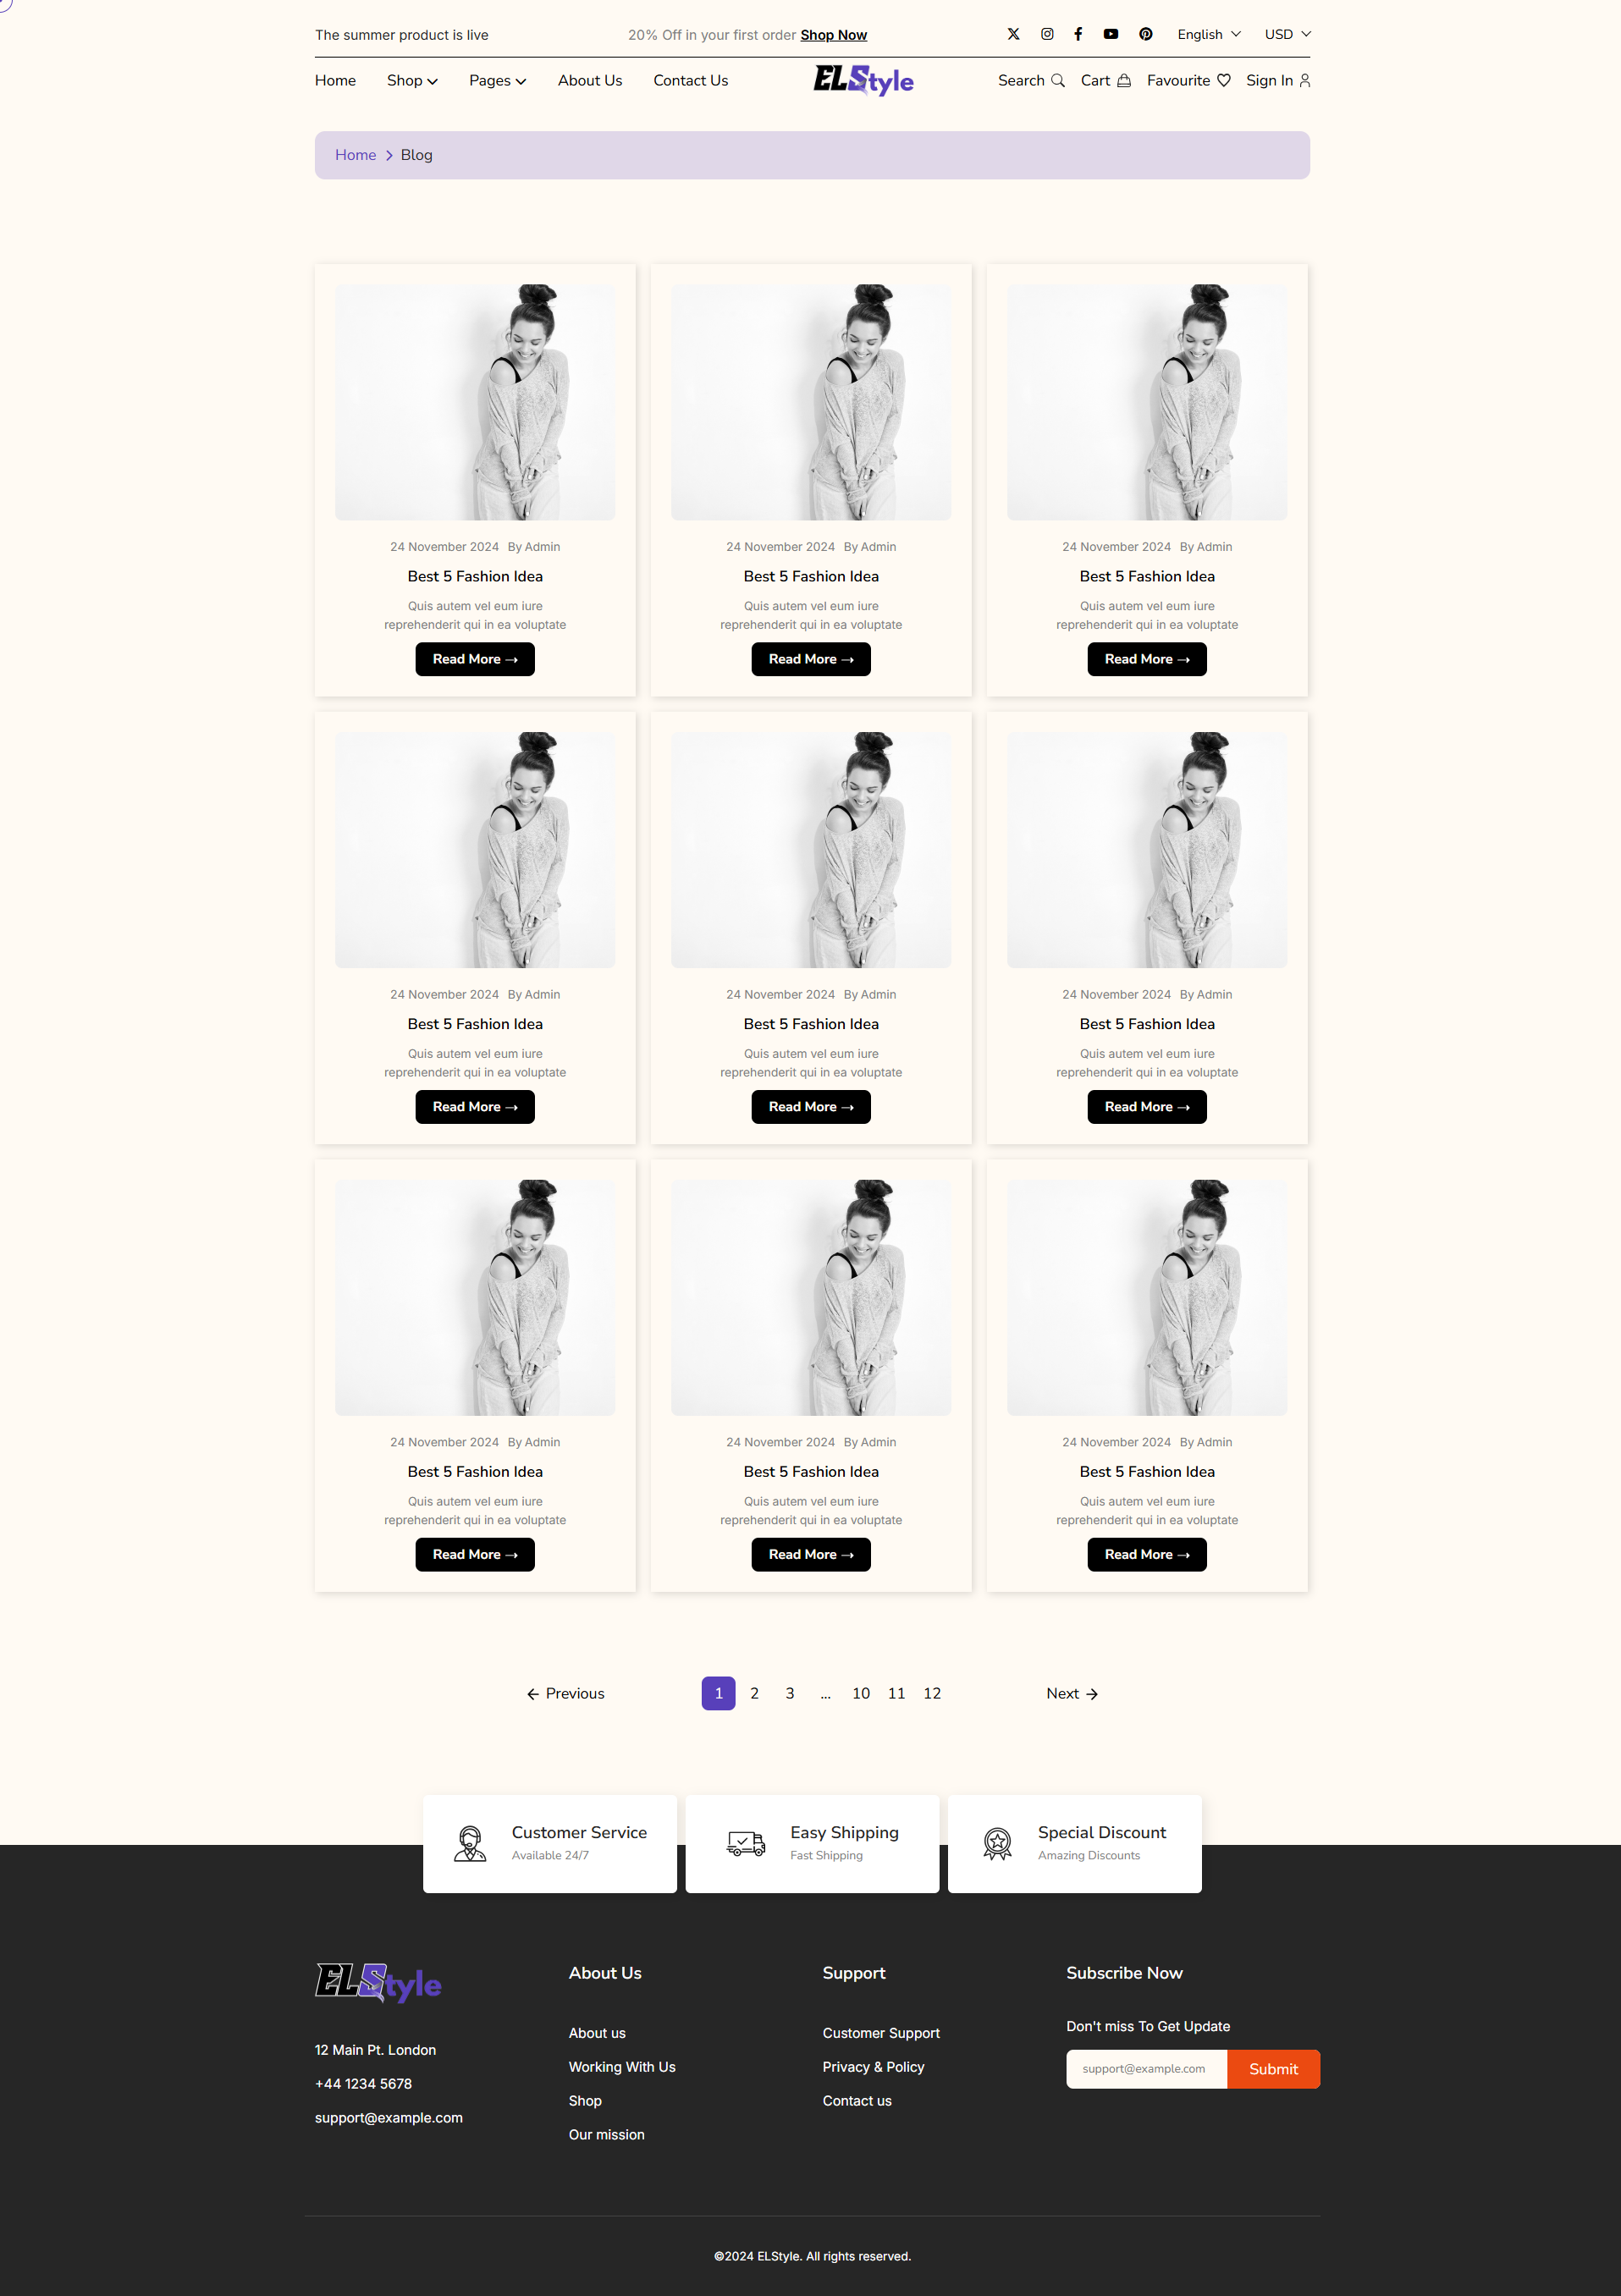 The summer product is live
20% Off in your first order Shop Now
English
USD
Home
Shop
Pages
About Us
Contact Us
ELStyle
Search
Cart
Favourite
Sign In
Home > Blog
24 November 2024 By Admin
Best 5 Fashion Idea
Quis autem vel eum iure
reprehenderit qui in ea voluptate
Read More →
24 November 2024 By Admin
Best 5 Fashion Idea
Quis autem vel eum iure
reprehenderit qui in ea voluptate
Read More →
24 November 2024 By Admin
Best 5 Fashion Idea
Quis autem vel eum iure
reprehenderit qui in ea voluptate
Read More →
24 November 2024 By Admin
Best 5 Fashion Idea
Quis autem vel eum iure
reprehenderit qui in ea voluptate
Read More →
24 November 2024 By Admin
Best 5 Fashion Idea
Quis autem vel eum iure
reprehenderit qui in ea voluptate
Read More →
24 November 2024 By Admin
Best 5 Fashion Idea
Quis autem vel eum iure
reprehenderit qui in ea voluptate
Read More →
24 November 2024 By Admin
Best 5 Fashion Idea
Quis autem vel eum iure
reprehenderit qui in ea voluptate
Read More →
24 November 2024 By Admin
Best 5 Fashion Idea
Quis autem vel eum iure
reprehenderit qui in ea voluptate
Read More →
24 November 2024 By Admin
Best 5 Fashion Idea
Quis autem vel eum iure
reprehenderit qui in ea voluptate
Read More →
← Previous
1 2 3 ... 10 11 12
Next →
Customer Service
Available 24/7
Easy Shipping
Fast Shipping
Special Discount
Amazing Discounts
ELStyle
12 Main Pt. London
+44 1234 5678
support@example.com
About Us
About us
Working With Us
Shop
Our mission
Support
Customer Support
Privacy & Policy
Contact us
Subscribe Now
Don't miss To Get Update
support@example.com
Submit
©2024 ELStyle. All rights reserved.